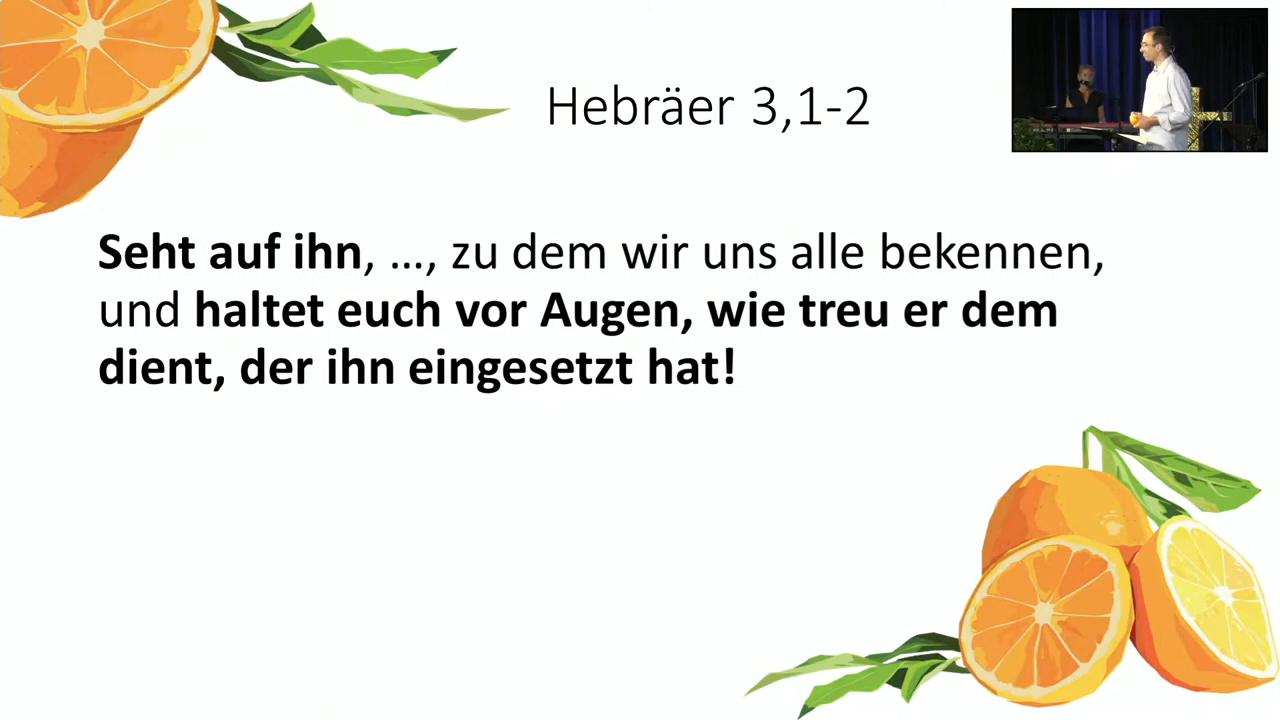 Hebräer 3,1-2
Seht auf ihn, ..., zu dem wir uns alle bekennen,
und haltet euch vor Augen, wie treu er dem
dient, der ihn eingesetzt hat!